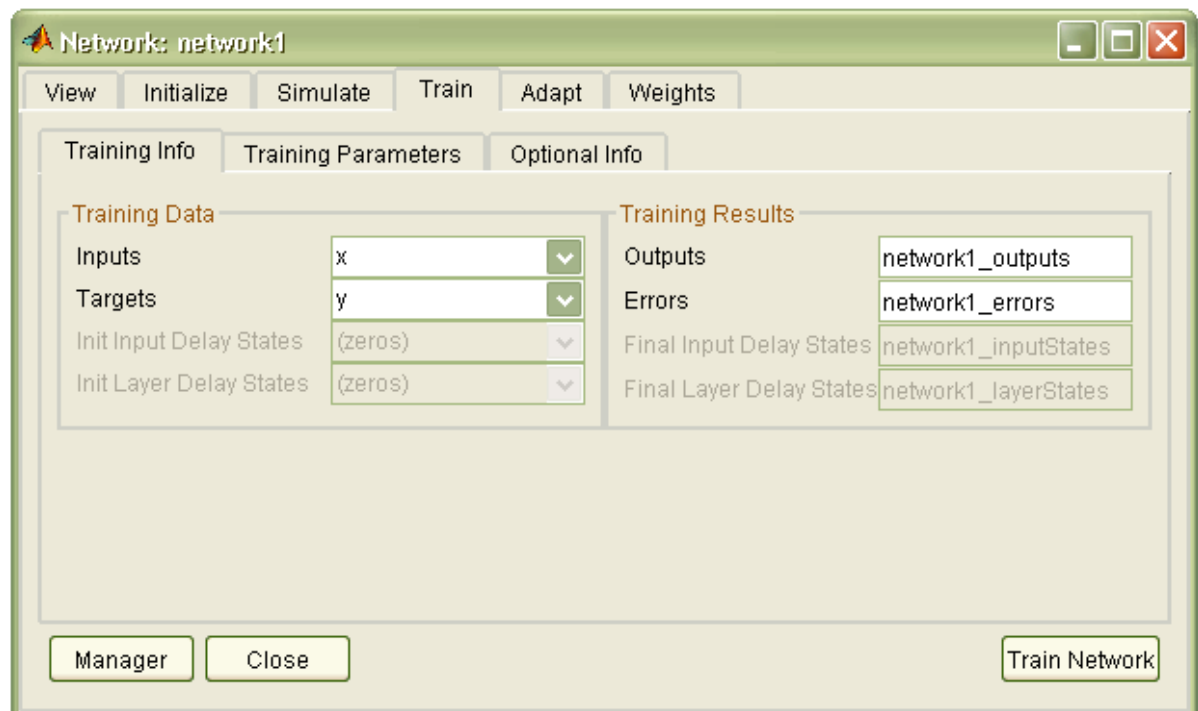 Network: network1
View Initialize Simulate Train Adapt Weights
Training Info Training Parameters Optional Info
Training Data
Inputs x
Targets y
Init Input Delay States (zeros)
Init Layer Delay States (zeros)
Training Results
Outputs network1_outputs
Errors network1_errors
Final Input Delay States network1_inputStates
Final Layer Delay States network1_layerStates
Manager Close Train Network